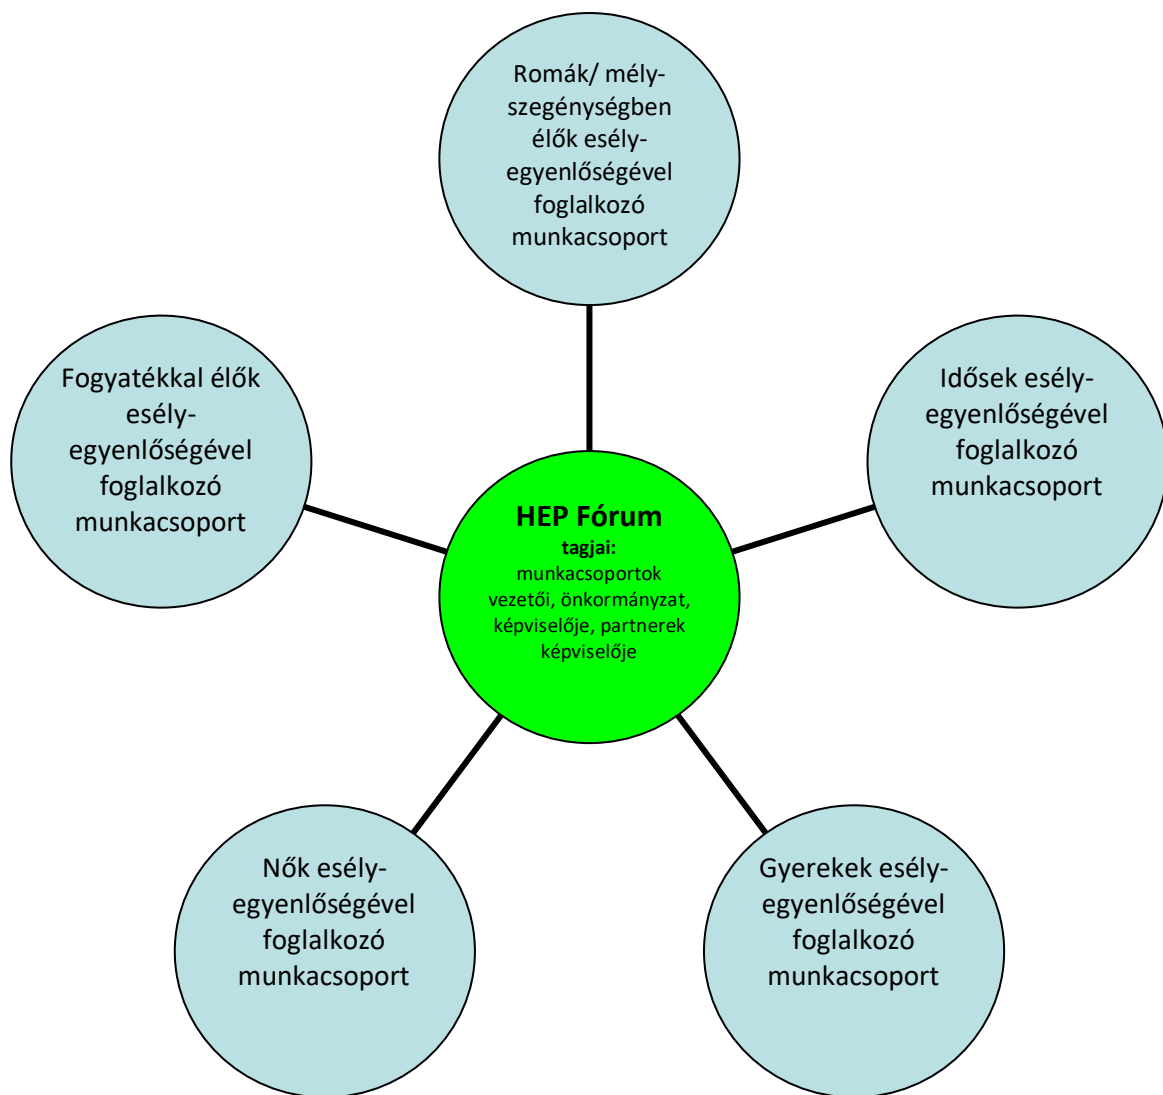 Romák/ mély-
szegénységben
élők esély-
egyenlőségével
foglalkozó
munkacsoport
Fogyatékkal élők
esély-
egyenlőségével
foglalkozó
munkacsoport
Idősek esély-
egyenlőségével
foglalkozó
munkacsoport
HEP Fórum
tagjai:
munkacsoportok
vezetői, önkormányzat,
képviselője, partnerek
képviselője
Nők esély-
egyenlőségével
foglalkozó
munkacsoport
Gyerekek esély-
egyenlőségével
foglalkozó
munkacsoport